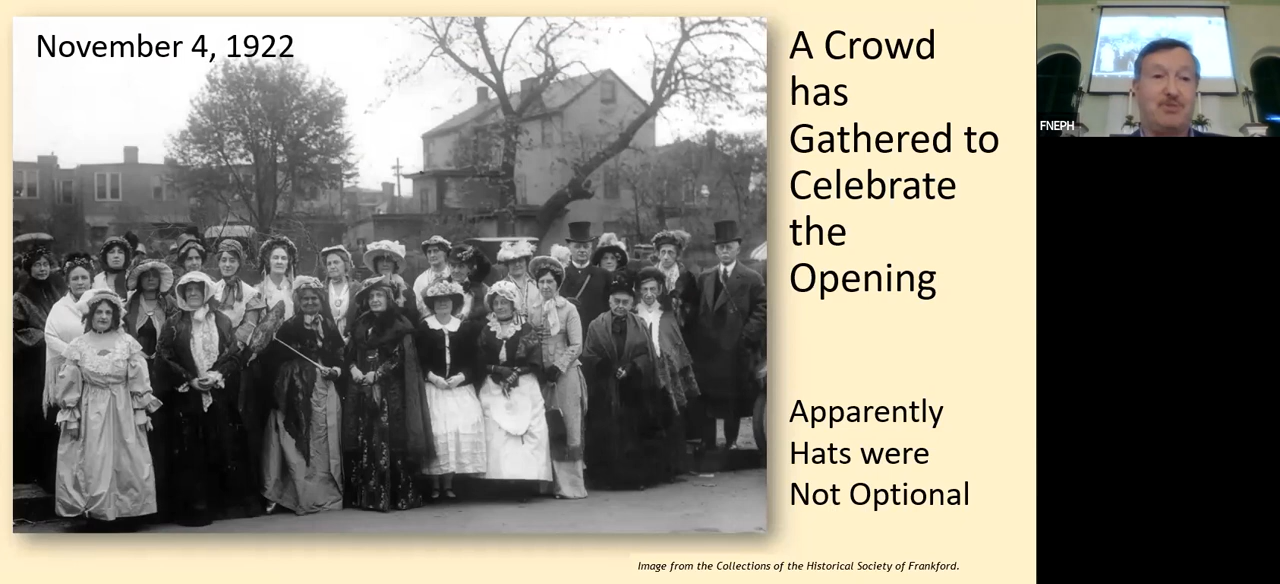 November 4, 1922
A Crowd
has
Gathered to
Celebrate
the
Opening
Apparently
Hats were
Not Optional
Image from the Collections of the Historical Society of Frankford.
FNEPH